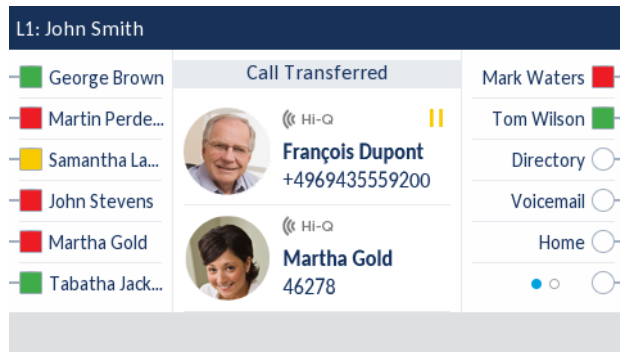 L1: John Smith
George Brown
Martin Perde...
Samantha La...
John Stevens
Martha Gold
Tabatha Jack...
Call Transferred
Hi-Q
François Dupont
+4969435559200
Hi-Q
Martha Gold
46278
Mark Waters
Tom Wilson
Directory
Voicemail
Home